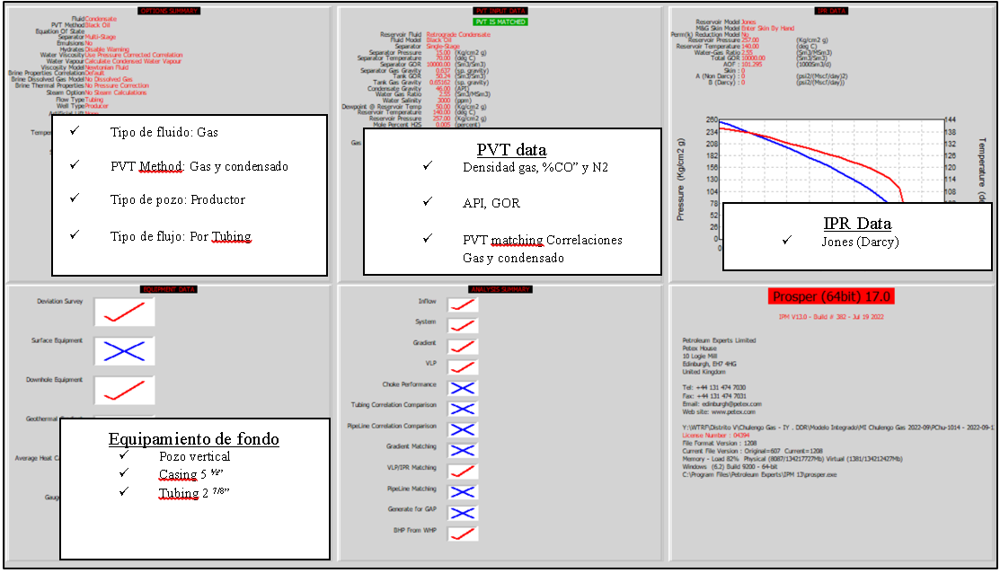 OPTIONS SUMMARY
Fluid Condensate
PVT Method Black Oil
Equation Of State
Separator Multi-Stage
Emulsions No
Hydrates Disable Warning
Water Viscosity Use Pressure Corrected Correlation
Water Vapour Calculate Condensed Water Vapour
Viscosity Model Newtonian Fluid
Brine Properties Correlation Default
Brine Dissolved Gas Model No Dissolved Gas
Brine Thermal Properties No Pressure Correction
Steam Option No Steam Calculations
Flow Type Tubing
Well Type Producer
Tempe
✓ Tipo de fluido: Gas
✓ PVT Method: Gas y condensado
✓ Tipo de pozo: Productor
✓ Tipo de flujo: Por Tubing
PVT INPUT DATA
PVT IS MATCHED
Reservoir Fluid Retrograde Condensate
Fluid Model Black Oil
Separator Single-Stage
Separator Pressure 15.00 (Kg/cm2 g)
Separator Temperature 70.00 (deg C)
Separator GOR 10000.00 (Sm3/Sm3)
Separator Gas Gravity 0.637 (sp. gravity)
Tank GOR 50.24 (Sm3/Sm3)
Tank Gas Gravity 0.65162 (sp. gravity)
Condensate Gravity 46.00 (API)
Water Gas Ratio 2.55 (Sm3/MSm3)
Water Salinity 3000 (ppm)
Dewpoint @ Reservoir Temp 50.00 (Kg/cm2 g)
Reservoir Temperature 140.00 (deg C)
Reservoir Pressure 257.00 (Kg/cm2 g)
Mole Percent H2S 0.005 (percent)
Gas
PVT data
✓ Densidad gas, %CO” y N2
✓ API, GOR
✓ PVT matching Correlaciones
Gas y condensado
IPR DATA
Reservoir Model Jones
M&G Skin Model Enter Skin By Hand
Perm(k) Reduction Model No
Reservoir Pressure 257.00 (Kg/cm2 g)
Reservoir Temperature 140.00 (deg C)
Water-Gas Ratio 2.55 (Sm3/MSm3)
Total GOR 10000.00 (Sm3/Sm3)
AOF : 101.295 (1000Sm3/d)
Skin : 0
A (Non Darcy) : 0 (psi2/(Mscf/day)2)
B (Darcy) : 0 (psi2/(Mscf/day))
Pressure (Kg/cm2 g)
260
234
208
182
156
130
104
78
52
26
0
0
144
138
132
126
120
114
108
Temperature (de
IPR Data
✓ Jones (Darcy)
EQUIPMENT DATA
Deviation Survey
Surface Equipment
Downhole Equipment
Geothermal
Average Heat Ca
Gaug
Equipamiento de fondo
✓ Pozo vertical
✓ Casing 5 ½”
✓ Tubing 2 7/8”
ANALYSIS SUMMARY
Inflow
System
Gradient
VLP
Choke Performance
Tubing Correlation Comparison
PipeLine Correlation Comparison
Gradient Matching
VLP/IPR Matching
PipeLine Matching
Generate for GAP
BHP From WHP
Prosper (64bit) 17.0
IPM V13.0 - Build # 382 - Jul 19 2022
Petroleum Experts Limited
Petex House
10 Logie Mill
Edinburgh, EH7 4HG
United Kingdom
Tel: +44 131 474 7030
Fax: +44 131 474 7031
Email: edinburgh@petex.com
Web site: www.petex.com
Y:\WTRF\Distrito V\Chulengo Gas - IY . DDR\Modelo Integrado\MI Chulengo Gas 2022-09\PChu-1014 - 2022-09-1
License Number : 04394
File Format Version : 1208
Current File Version : Original=607 Current=1208
Memory - Load 82% Physical (8087/134217727Mb) Virtual (1381/134212427Mb)
Windows (6.2) Build 9200 - 64-bit
C:\Program Files\Petroleum Experts\IPM 13\prosper.exe